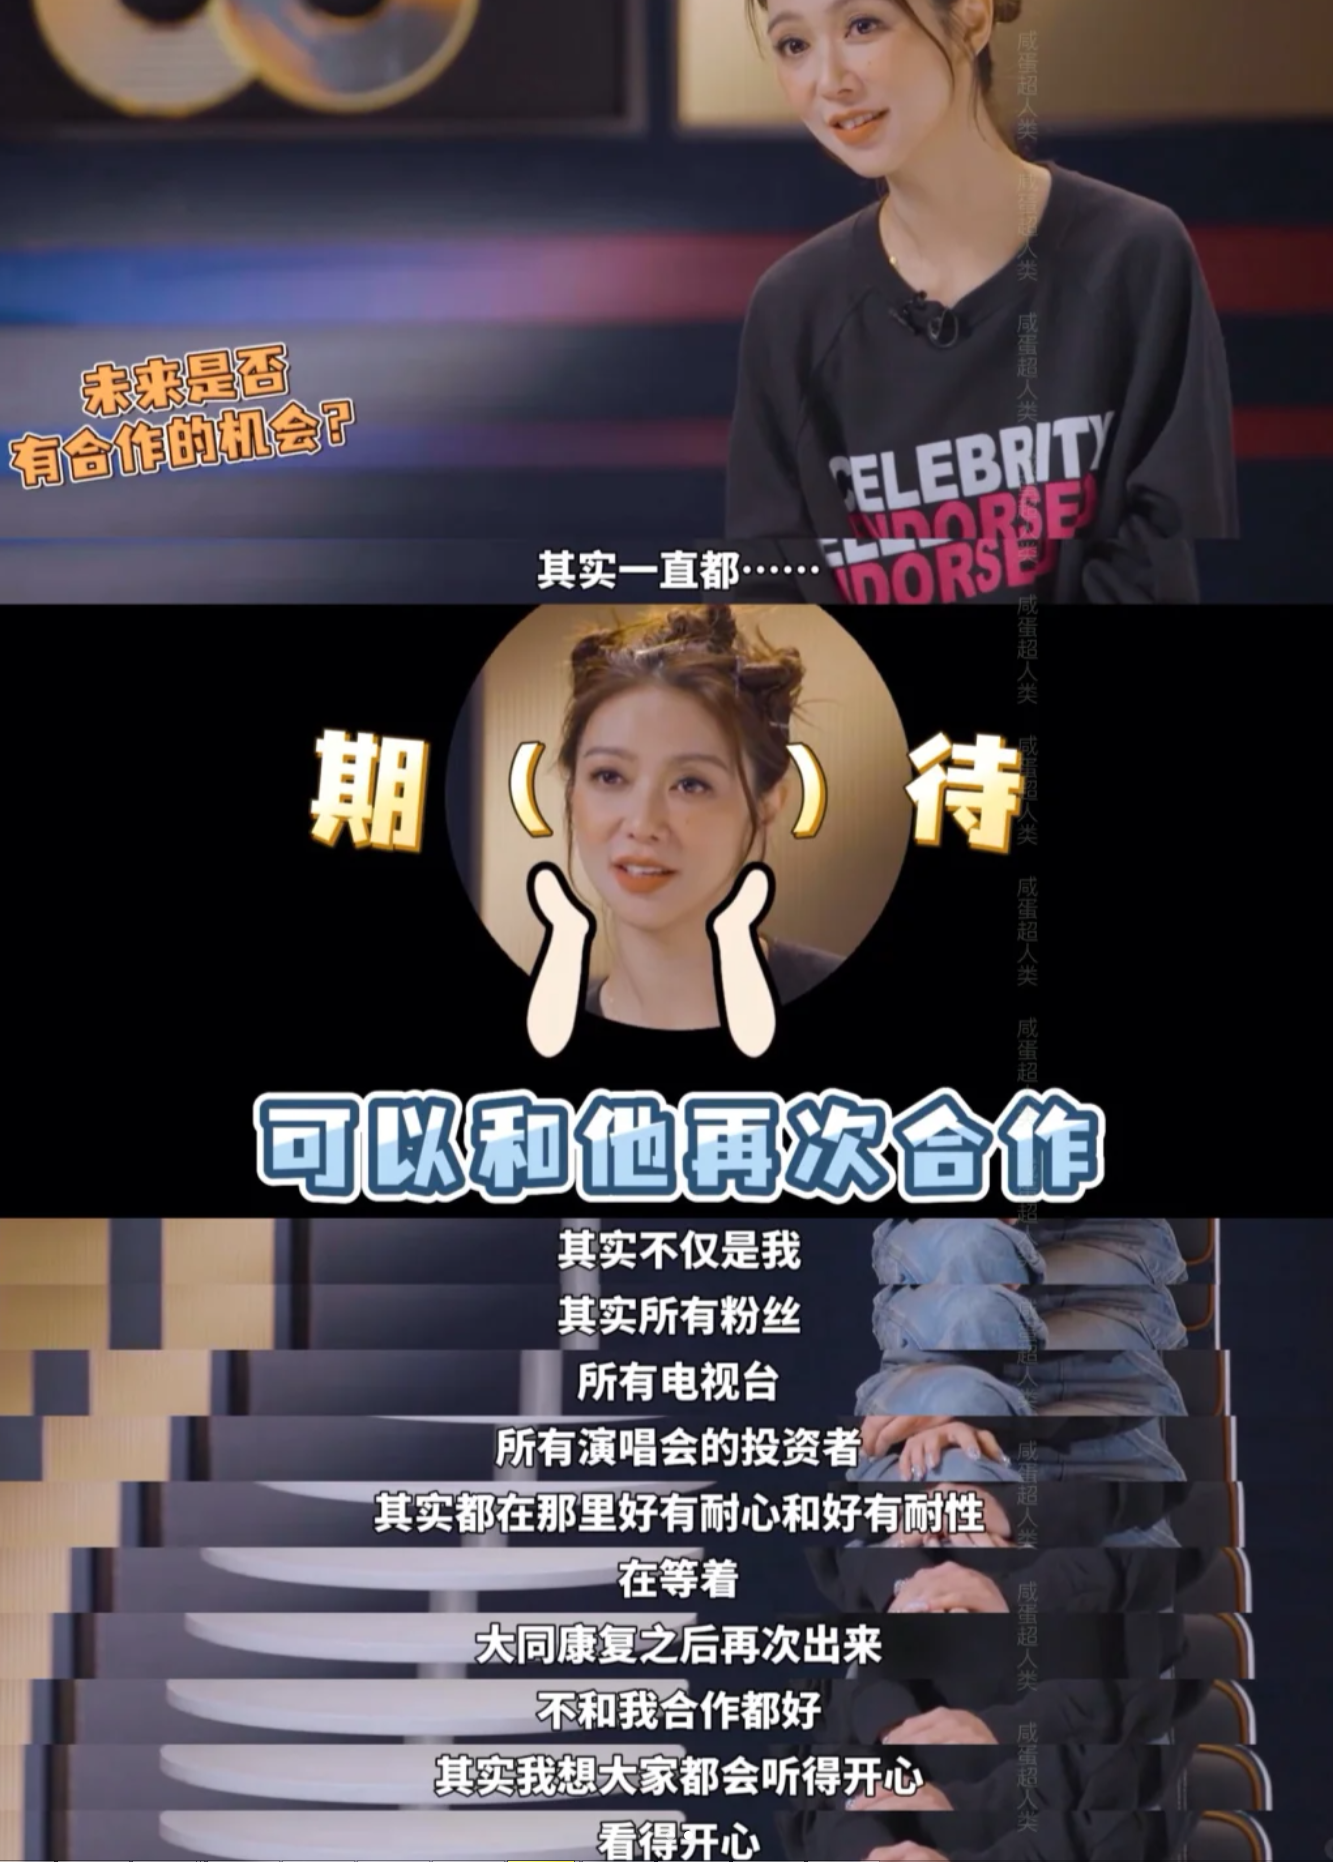 未来是否
有合作的机会?
CELEBRITY
ENDORSED
其实一直都……
期（ ）待
可以和他再次合作
其实不仅是我
其实所有粉丝
所有电视台
所有演唱会的投资者
其实都在那里好有耐心和好有耐性
在等着
大同康复之后再次出来
不和我合作都好
其实我想大家都会听得开心
看得开心
咸蛋超人类